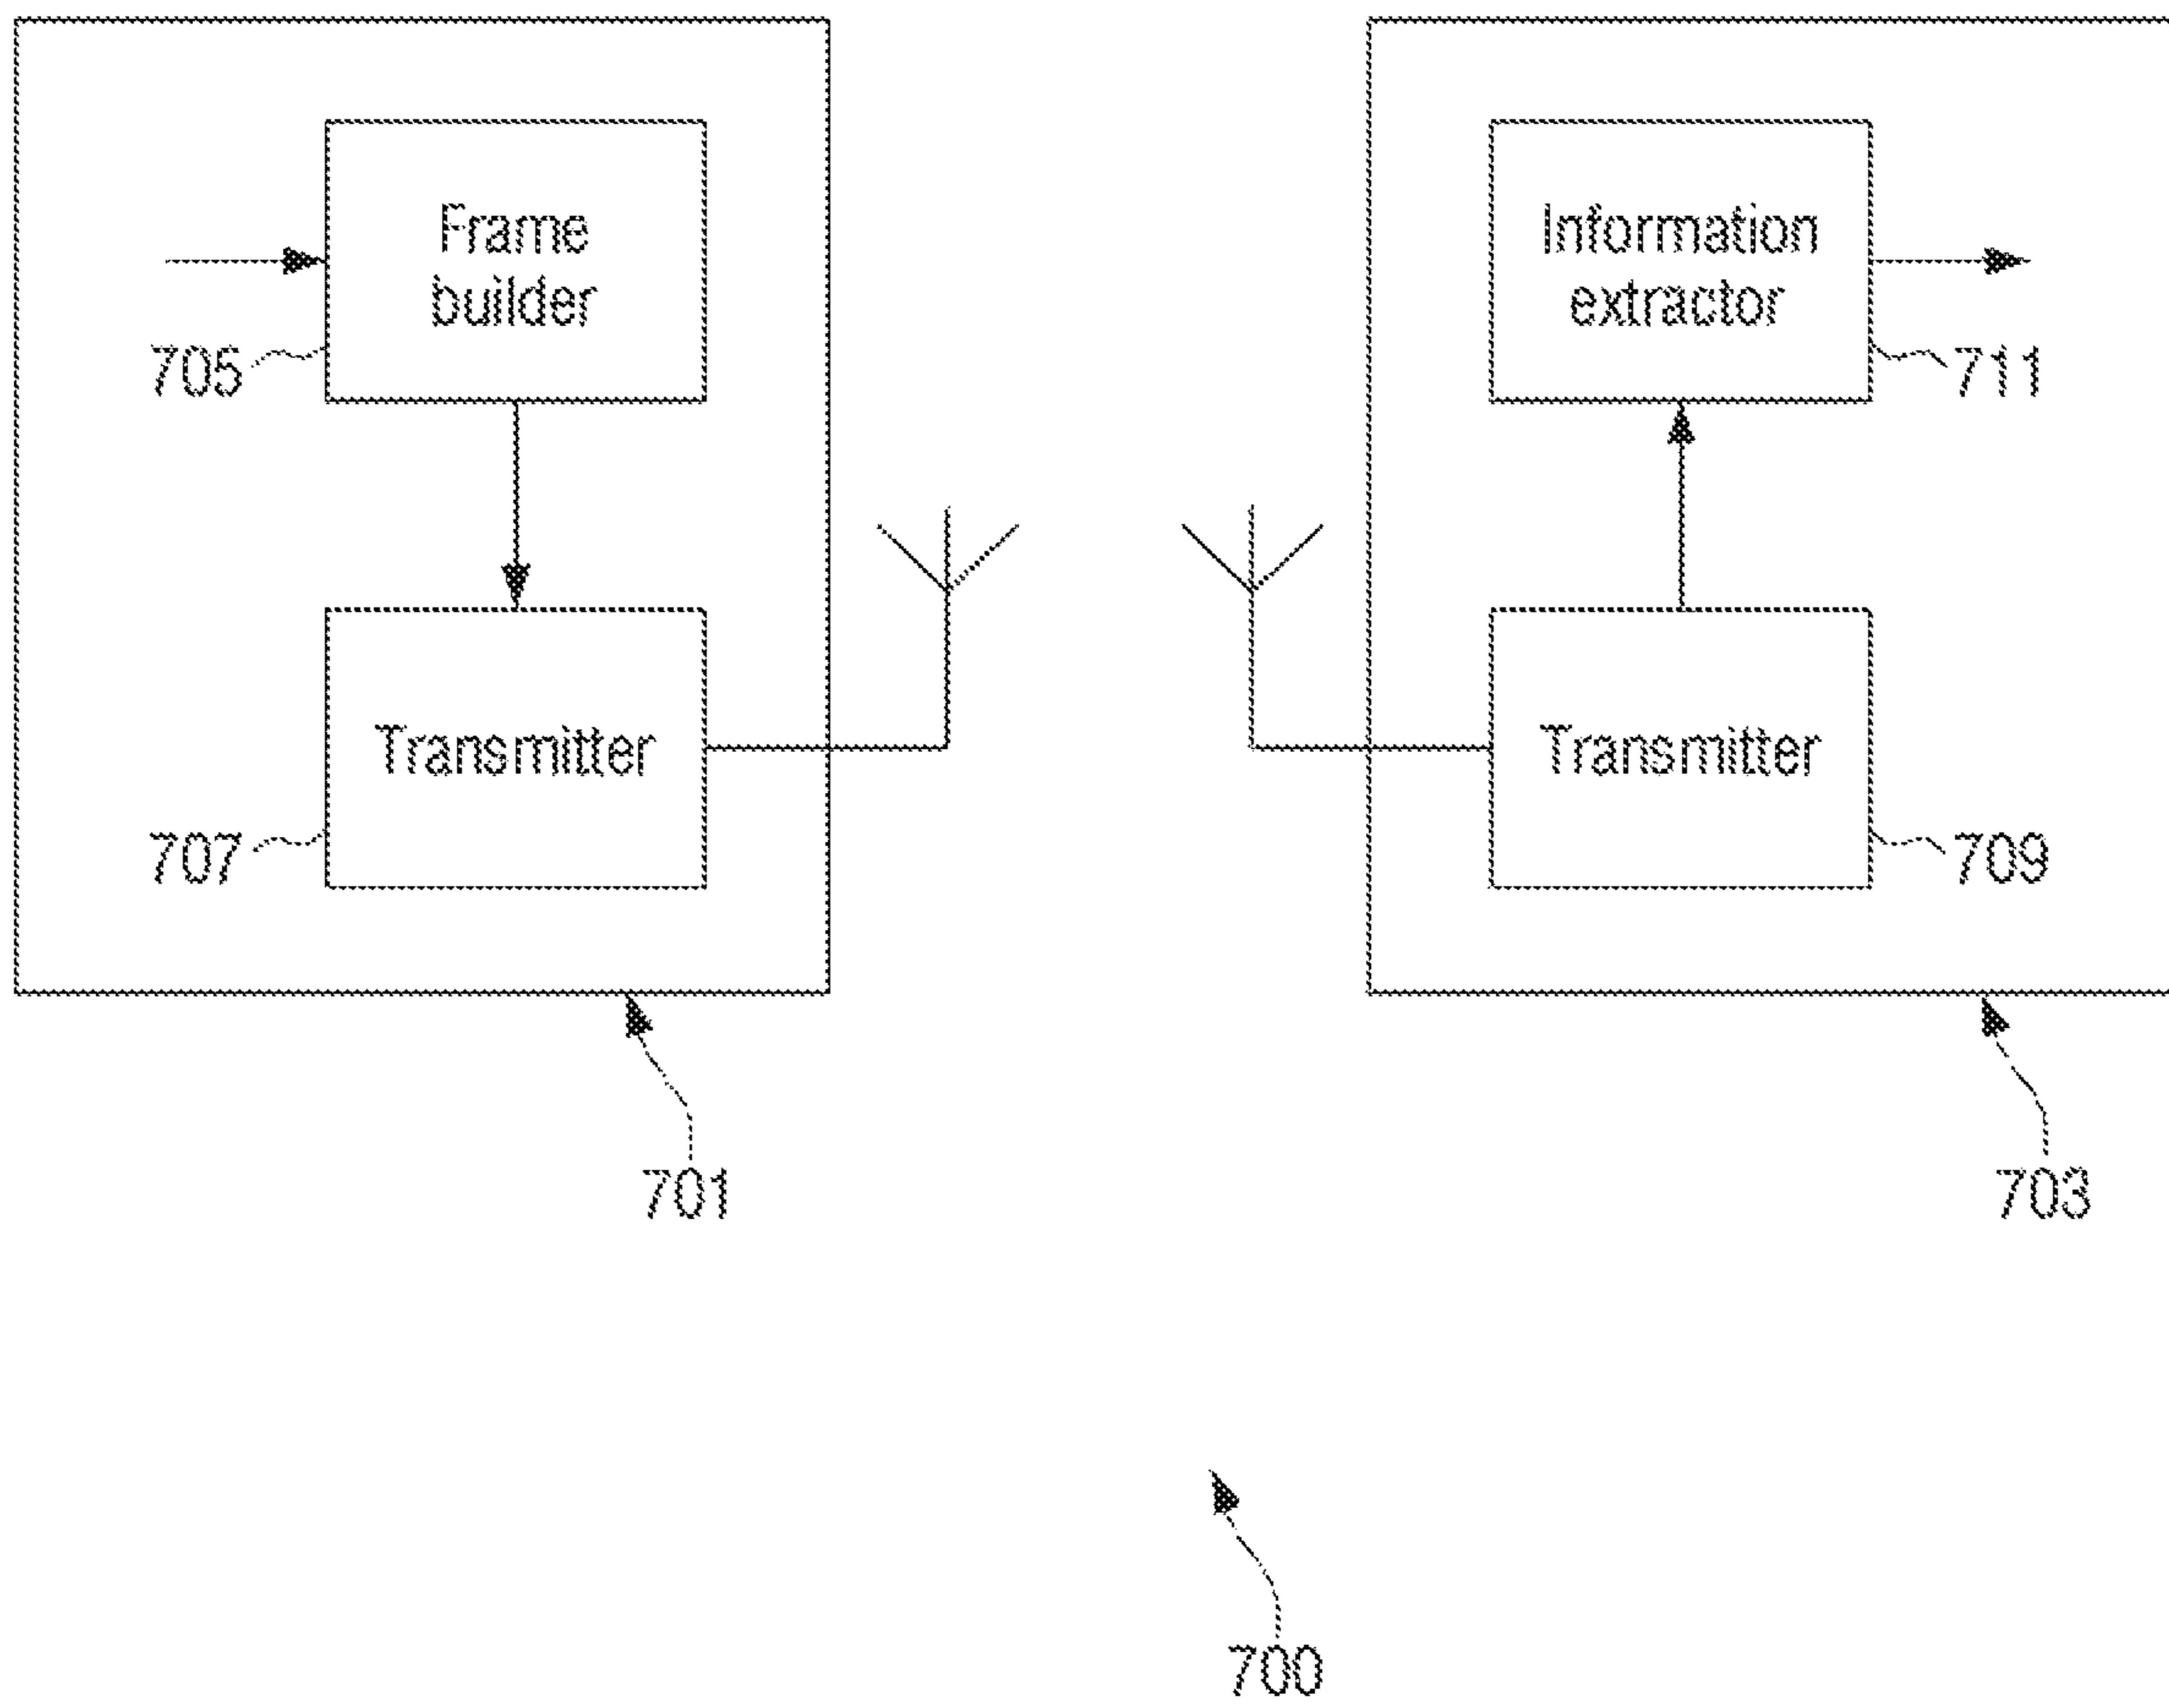 Frame
builder
705
Transmitter
707
701
Information
extractor
711
Transmitter
709
703
700